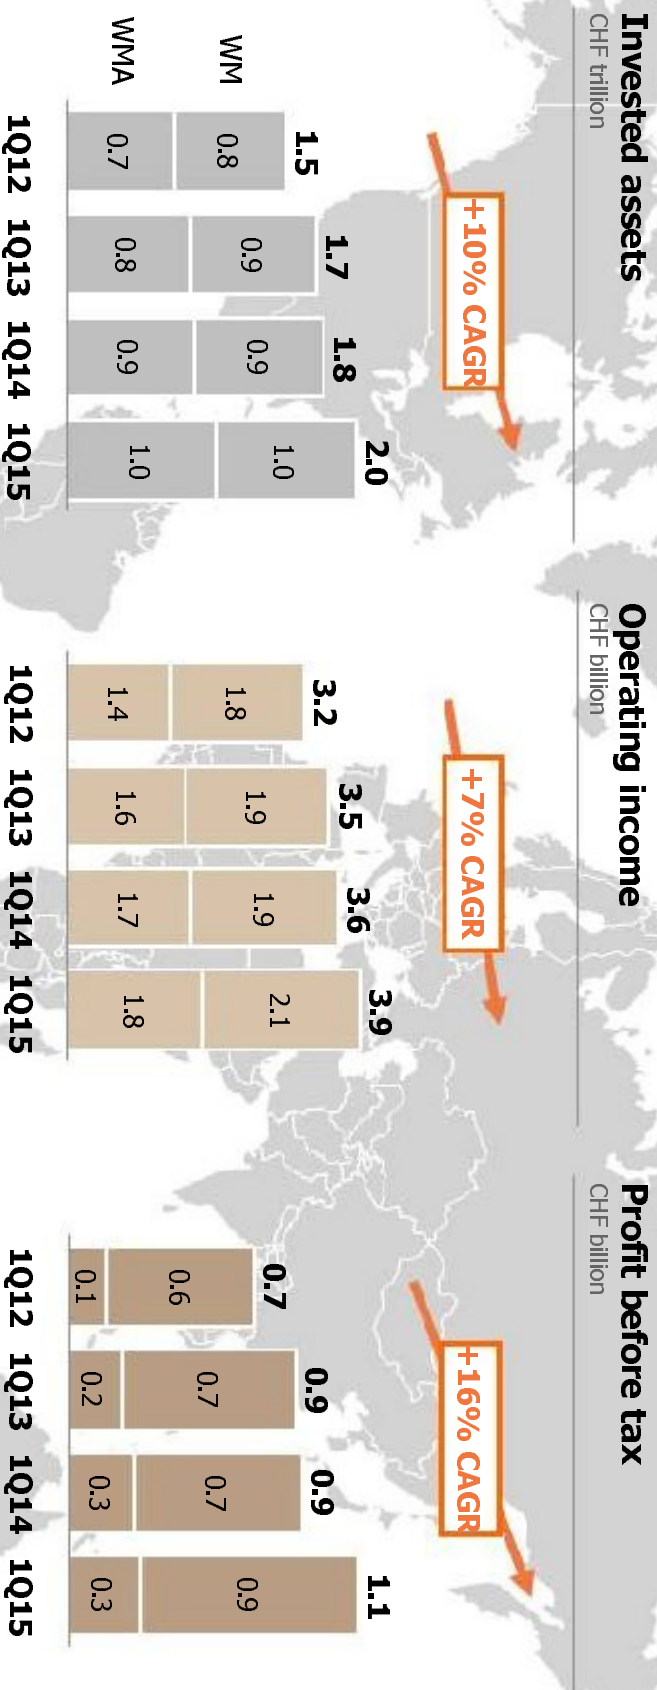 Invested assets
CHF trillion
+10% CAGR
1.5
1.7
1.8
2.0
WM
0.8
0.9
0.9
1.0
WMA
0.7
0.8
0.9
1.0
1Q12
1Q13
1Q14
1Q15
Operating income
CHF billion
+7% CAGR
3.2
3.5
3.6
3.9
1.8
1.9
1.9
2.1
1.4
1.6
1.7
1.8
1Q12
1Q13
1Q14
1Q15
Profit before tax
CHF billion
+16% CAGR
0.7
0.9
0.9
1.1
0.6
0.7
0.7
0.9
0.1
0.2
0.3
0.3
1Q12
1Q13
1Q14
1Q15